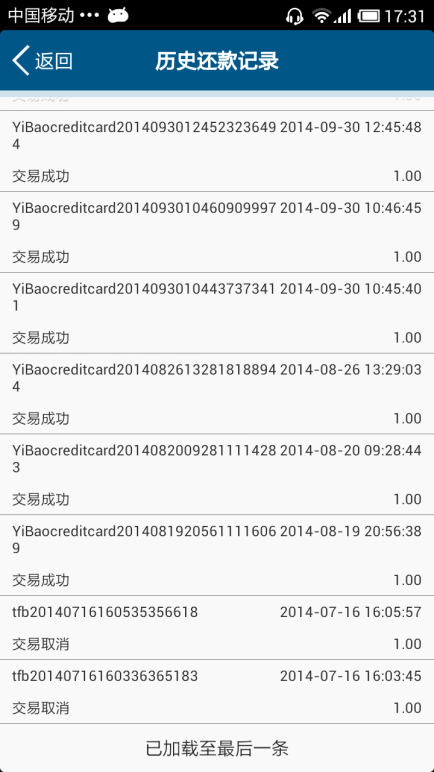 中国移动 ••• 17:31
返回 历史还款记录
YiBaocreditcard2014093012452323649 2014-09-30 12:45:48
4
交易成功 1.00
YiBaocreditcard2014093010460909997 2014-09-30 10:46:45
9
交易成功 1.00
YiBaocreditcard2014093010443737341 2014-09-30 10:45:40
1
交易成功 1.00
YiBaocreditcard2014082613281818894 2014-08-26 13:29:03
4
交易成功 1.00
YiBaocreditcard2014082009281111428 2014-08-20 09:28:44
3
交易成功 1.00
YiBaocreditcard2014081920561111606 2014-08-19 20:56:38
9
交易成功 1.00
tfb20140716160535356618 2014-07-16 16:05:57
交易取消 1.00
tfb20140716160336365183 2014-07-16 16:03:45
交易取消 1.00
已加载至最后一条